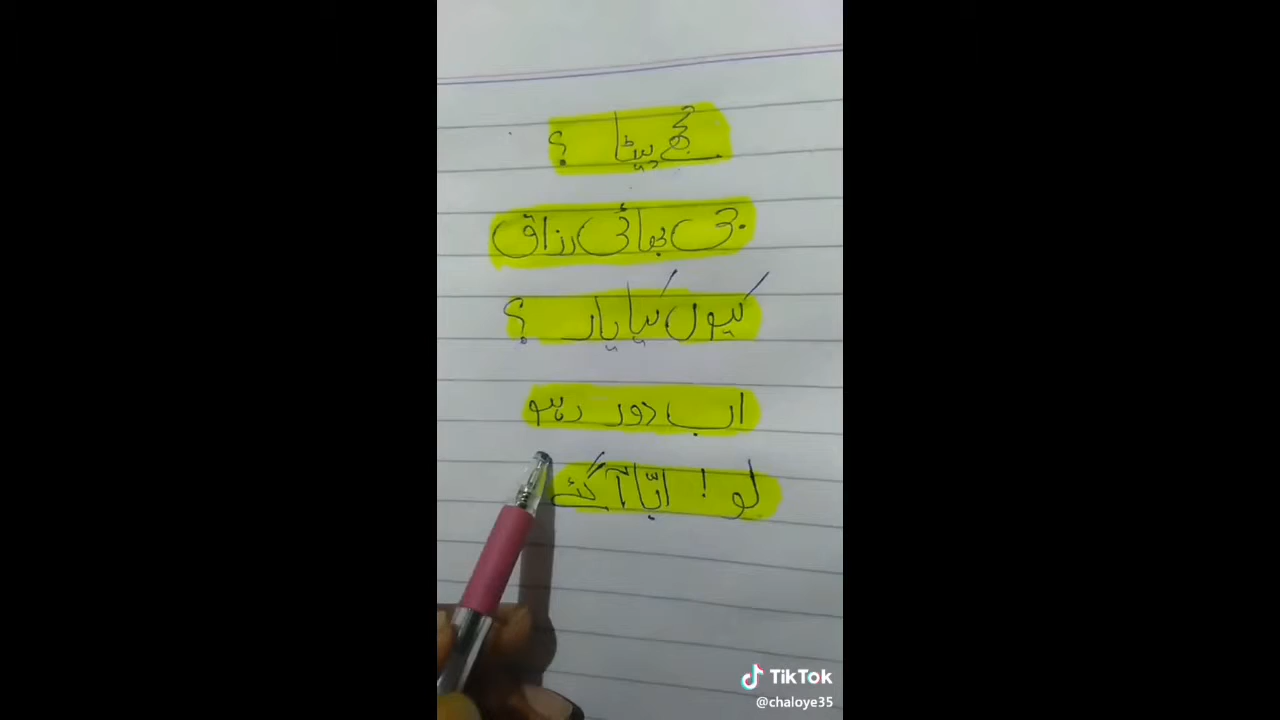 مجھے پیٹا ؟
جی بھائی رزاق
کیوں کیا یار ؟
اب دور رہو
لو ! ابّا آ گئے
TikTok
@chaloye35